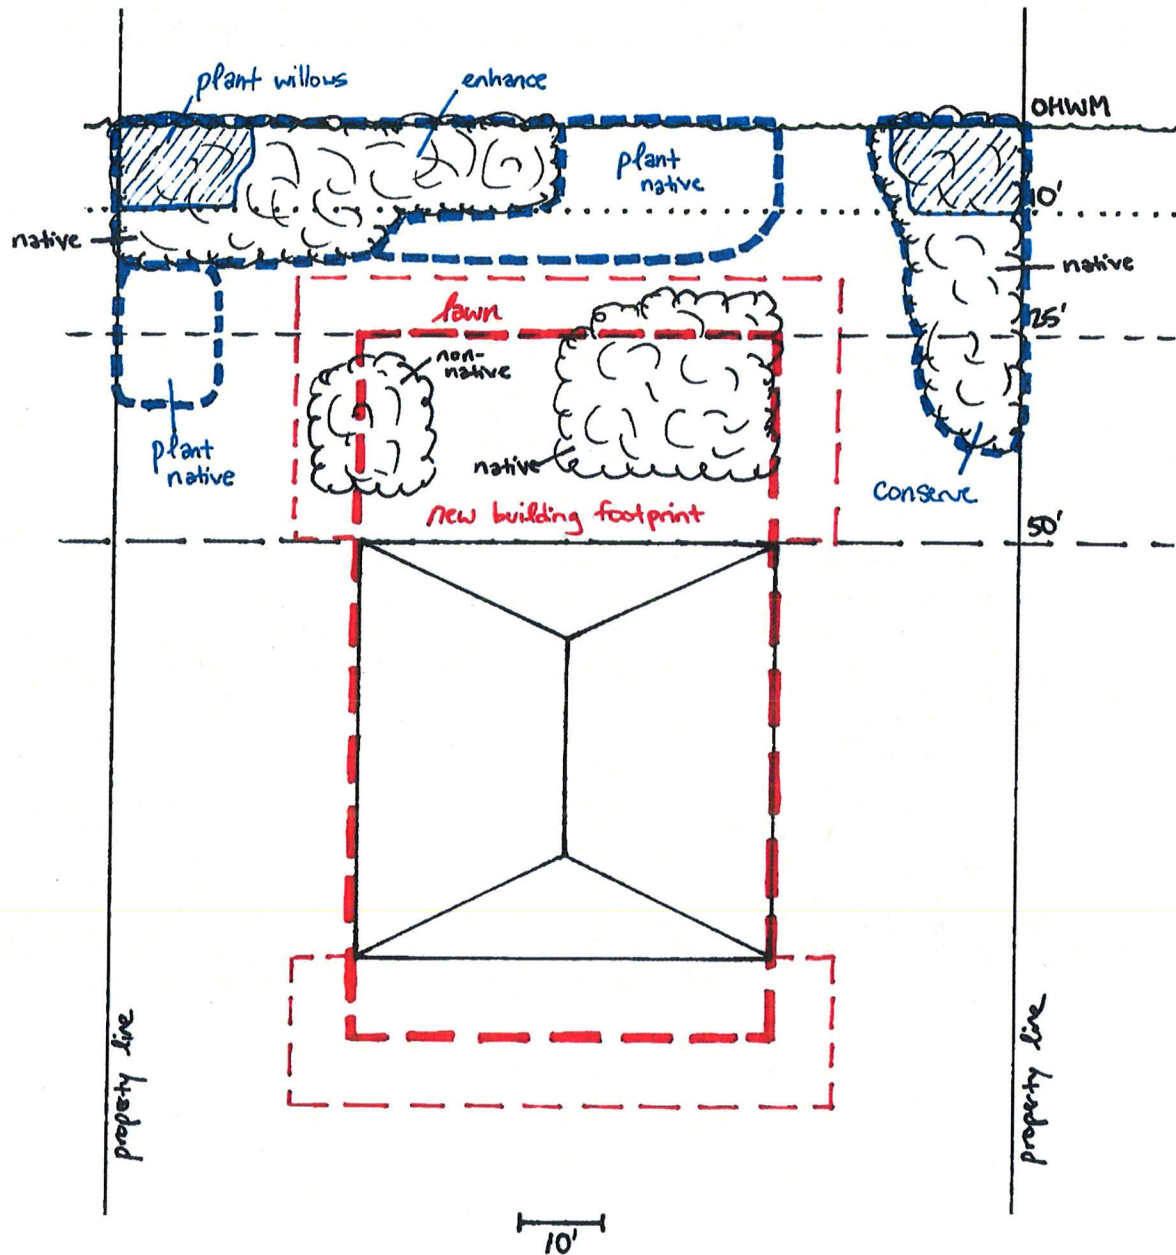 plant willows
enhance
OHWM
plant
native
10'
native
native
lawn
25'
non-
native
plant
native
native
conserve
new building footprint
50'
property line
property line
10'